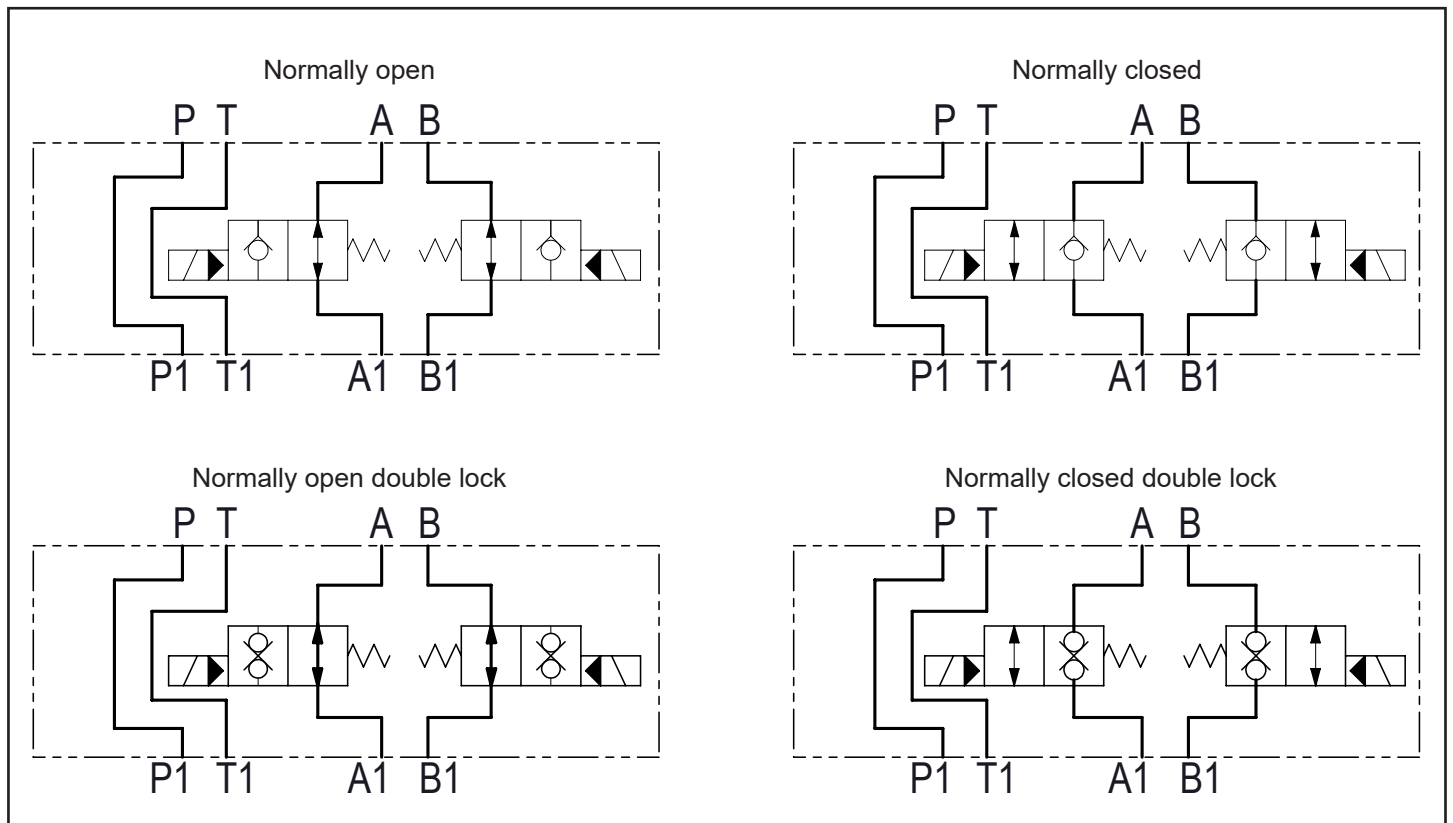 Normally open
P T A B
P1 T1 A1 B1
Normally closed
P T A B
P1 T1 A1 B1
Normally open double lock
P T A B
P1 T1 A1 B1
Normally closed double lock
P T A B
P1 T1 A1 B1